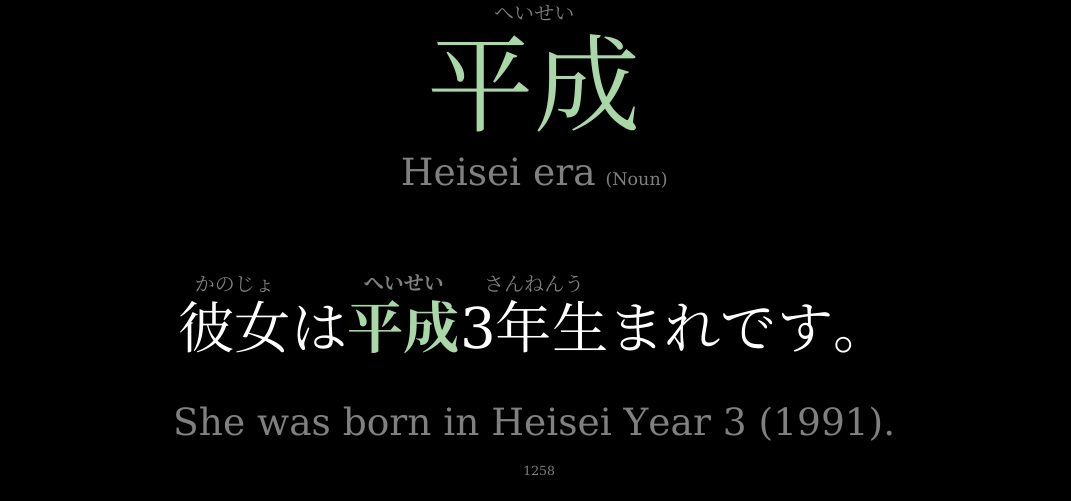 へいせい
平成
Heisei era (Noun)
かのじょ へいせい さんねんう
彼女は平成3年生まれです。
She was born in Heisei Year 3 (1991).
1258